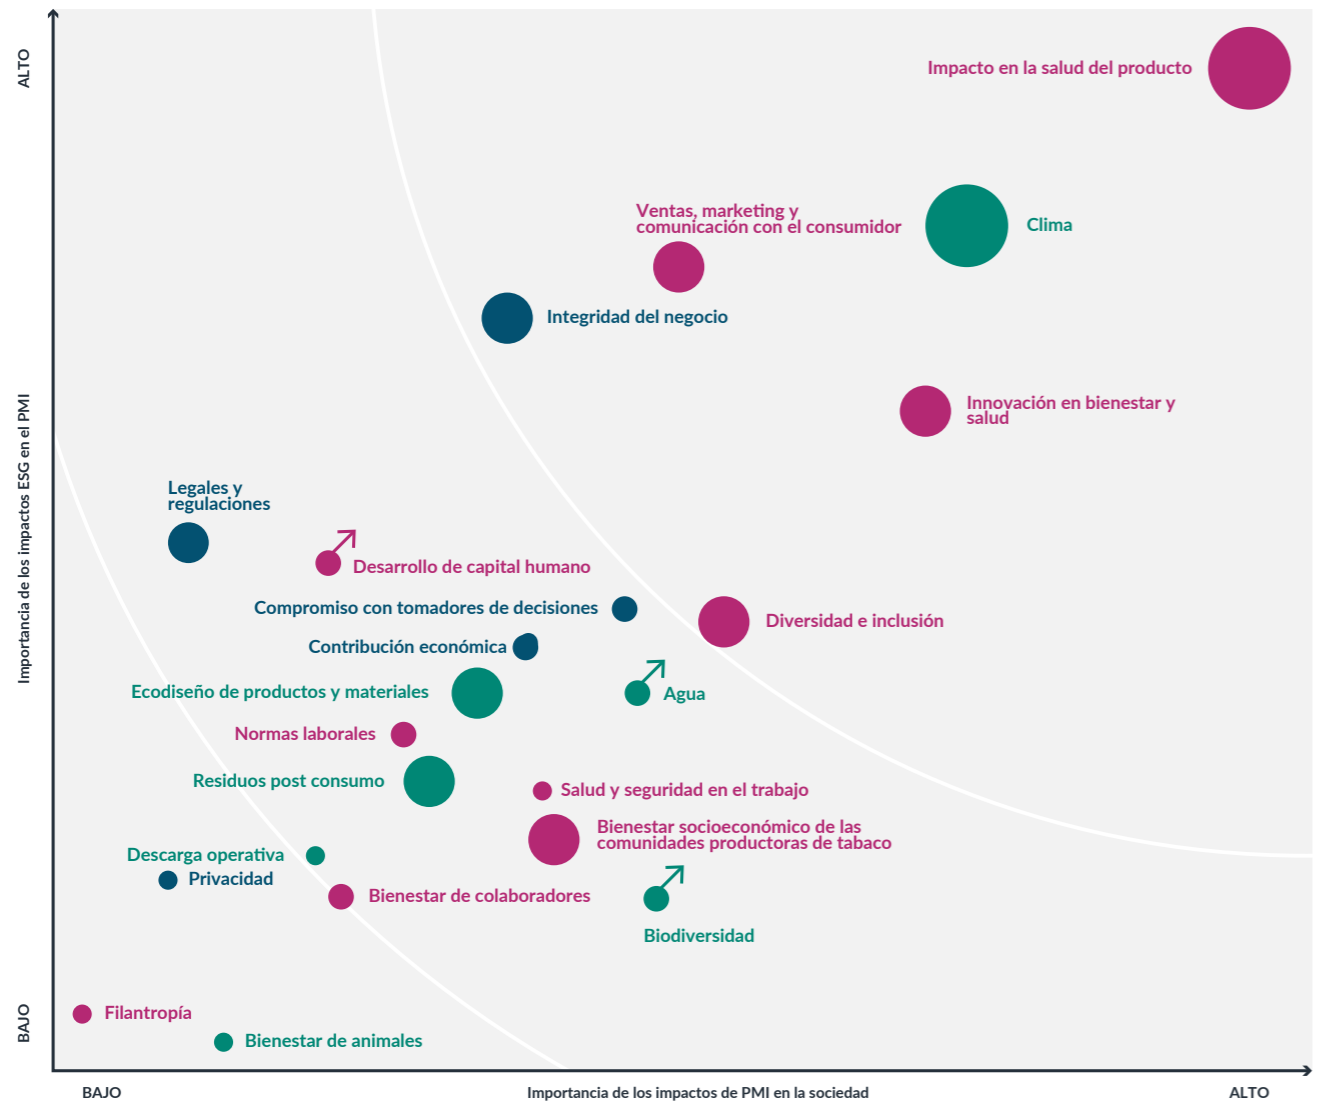 ALTO
Impacto en la salud del producto
Ventas, marketing y
comunicación con el consumidor
Clima
Integridad del negocio
Innovación en bienestar y
salud
Importancia de los impactos ESG en el PMI
Legales y
regulaciones
Desarrollo de capital humano
Compromiso con tomadores de decisiones
Diversidad e inclusión
Contribución económica
Ecodiseño de productos y materiales
Agua
Normas laborales
Residuos post consumo
Salud y seguridad en el trabajo
Bienestar socioeconómico de las
comunidades productoras de tabaco
Descarga operativa
Privacidad
Bienestar de colaboradores
Biodiversidad
Filantropía
Bienestar de animales
BAJO
BAJO
Importancia de los impactos de PMI en la sociedad
ALTO